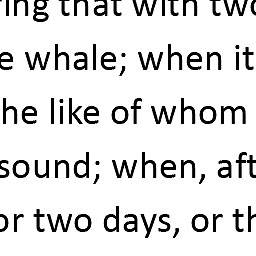 ring that with two
e whale; when it
he like of whom
sound; when, aft
or two days, or th